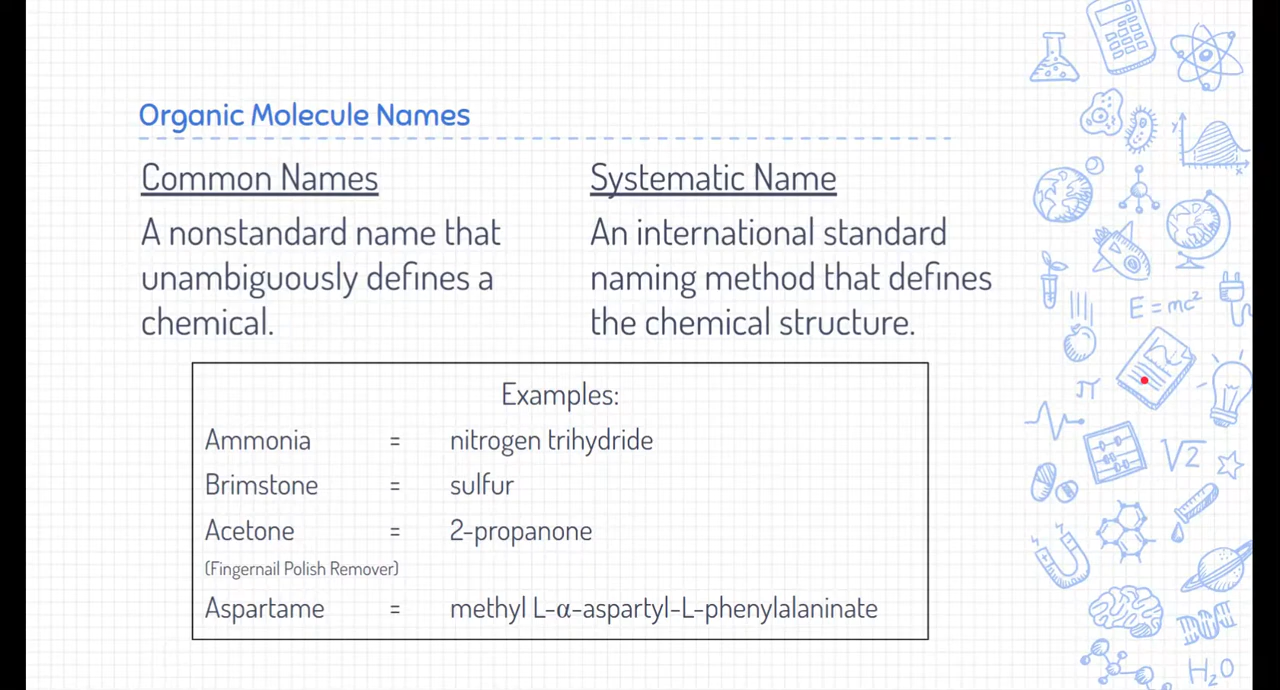 Organic Molecule Names
Common Names
A nonstandard name that
unambiguously defines a
chemical.
Systematic Name
An international standard
naming method that defines
the chemical structure.
Examples:
Ammonia = nitrogen trihydride
Brimstone = sulfur
Acetone = 2-propanone
(Fingernail Polish Remover)
Aspartame = methyl L-α-aspartyl-L-phenylalaninate
y
x
E=mc²
π
√2
H₂O